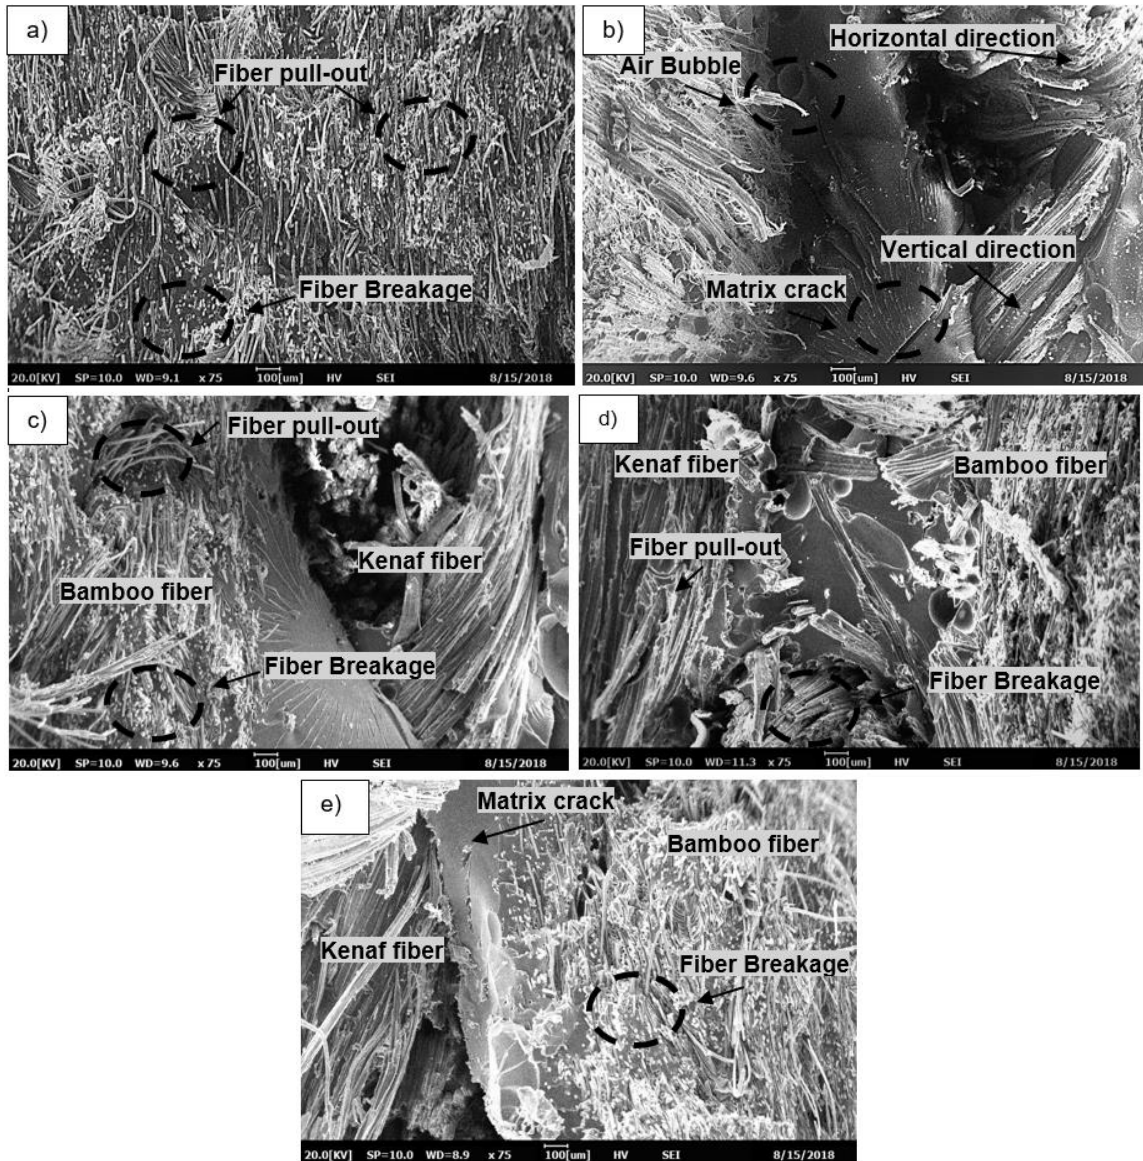 a)
Fiber pull-out
Fiber Breakage
20.0[KV] SP=10.0 WD=9.1 x 75 100[um] HV SEI 8/15/2018
b)
Horizontal direction
Air Bubble
Vertical direction
Matrix crack
20.0[KV] SP=10.0 WD=9.6 x 75 100[um] HV SEI 8/15/2018
c)
Fiber pull-out
Kenaf fiber
Bamboo fiber
Fiber Breakage
20.0[KV] SP=10.0 WD=9.6 x 75 100[um] HV SEI 8/15/2018
d)
Kenaf fiber
Bamboo fiber
Fiber pull-out
Fiber Breakage
20.0[KV] SP=10.0 WD=11.3 x 75 100[um] HV SEI 8/15/2018
e)
Matrix crack
Bamboo fiber
Kenaf fiber
Fiber Breakage
20.0[KV] SP=10.0 WD=8.9 x 75 100[um] HV SEI 8/15/2018